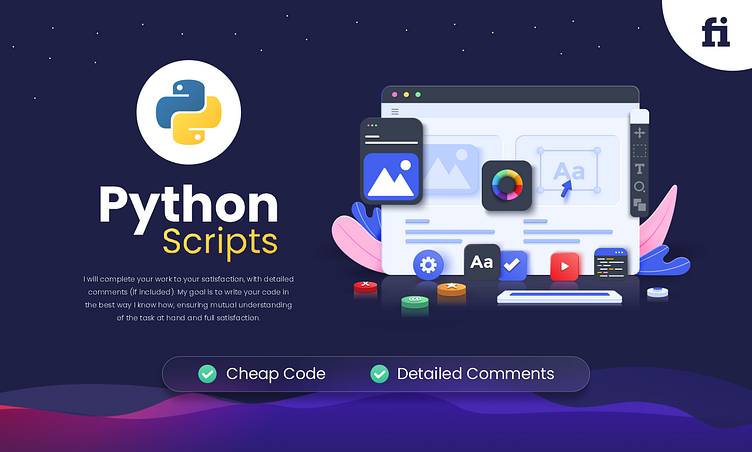 fi
Python
Scripts
I will complete your work to your satisfaction, with detailed
comments (if included). My goal is to write your code in
the best way I know how, ensuring mutual understanding
of the task at hand and full satisfaction.
Aa
T
Aa
Cheap Code
Detailed Comments